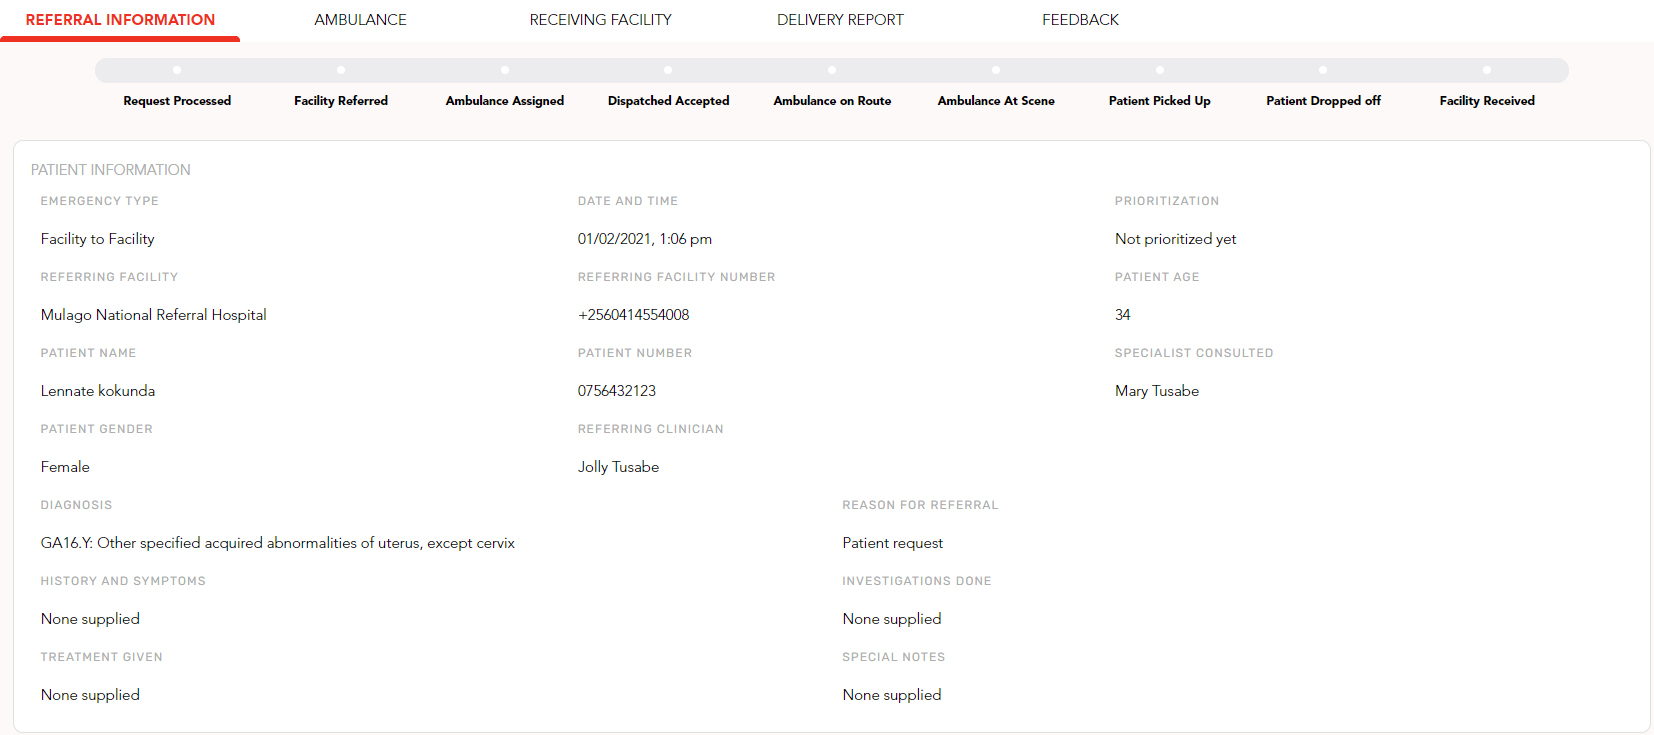 REFERRAL INFORMATION AMBULANCE RECEIVING FACILITY DELIVERY REPORT FEEDBACK
Request Processed Facility Referred Ambulance Assigned Dispatched Accepted Ambulance on Route Ambulance At Scene Patient Picked Up Patient Dropped off Facility Received
PATIENT INFORMATION
EMERGENCY TYPE DATE AND TIME PRIORITIZATION
Facility to Facility 01/02/2021, 1:06 pm Not prioritized yet
REFERRING FACILITY REFERRING FACILITY NUMBER PATIENT AGE
Mulago National Referral Hospital +2560414554008 34
PATIENT NAME PATIENT NUMBER SPECIALIST CONSULTED
Lennate kokunda 0756432123 Mary Tusabe
PATIENT GENDER REFERRING CLINICIAN
Female Jolly Tusabe
DIAGNOSIS REASON FOR REFERRAL
GA16.Y: Other specified acquired abnormalities of uterus, except cervix Patient request
HISTORY AND SYMPTOMS INVESTIGATIONS DONE
None supplied None supplied
TREATMENT GIVEN SPECIAL NOTES
None supplied None supplied